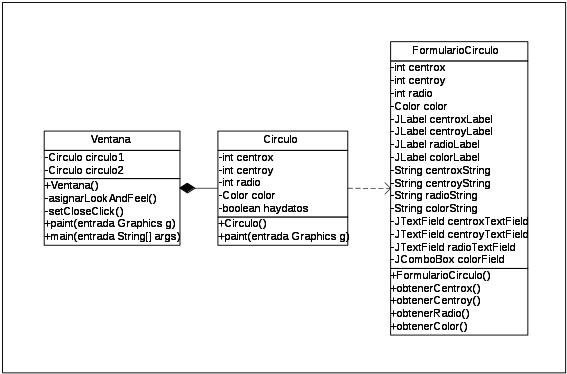 Ventana
-Circulo circulo1
-Circulo circulo2
+Ventana()
-asignarLookAndFeel()
-setCloseClick()
+paint(entrada Graphics g)
+main(entrada String[] args)
Circulo
-int centrox
-int centroy
-int radio
-Color color
-boolean haydatos
+Circulo()
+paint(entrada Graphics g)
FormularioCirculo
-int centrox
-int centroy
-int radio
-Color color
-JLabel centroxLabel
-JLabel centroyLabel
-JLabel radioLabel
-JLabel colorLabel
-String centroxString
-String centroyString
-String radioString
-String colorString
-JTextField centroxTextField
-JTextField centroyTextField
-JTextField radioTextField
-JComboBox colorField
+FormularioCirculo()
+obtenerCentrox()
+obtenerCentroy()
+obtenerRadio()
+obtenerColor()